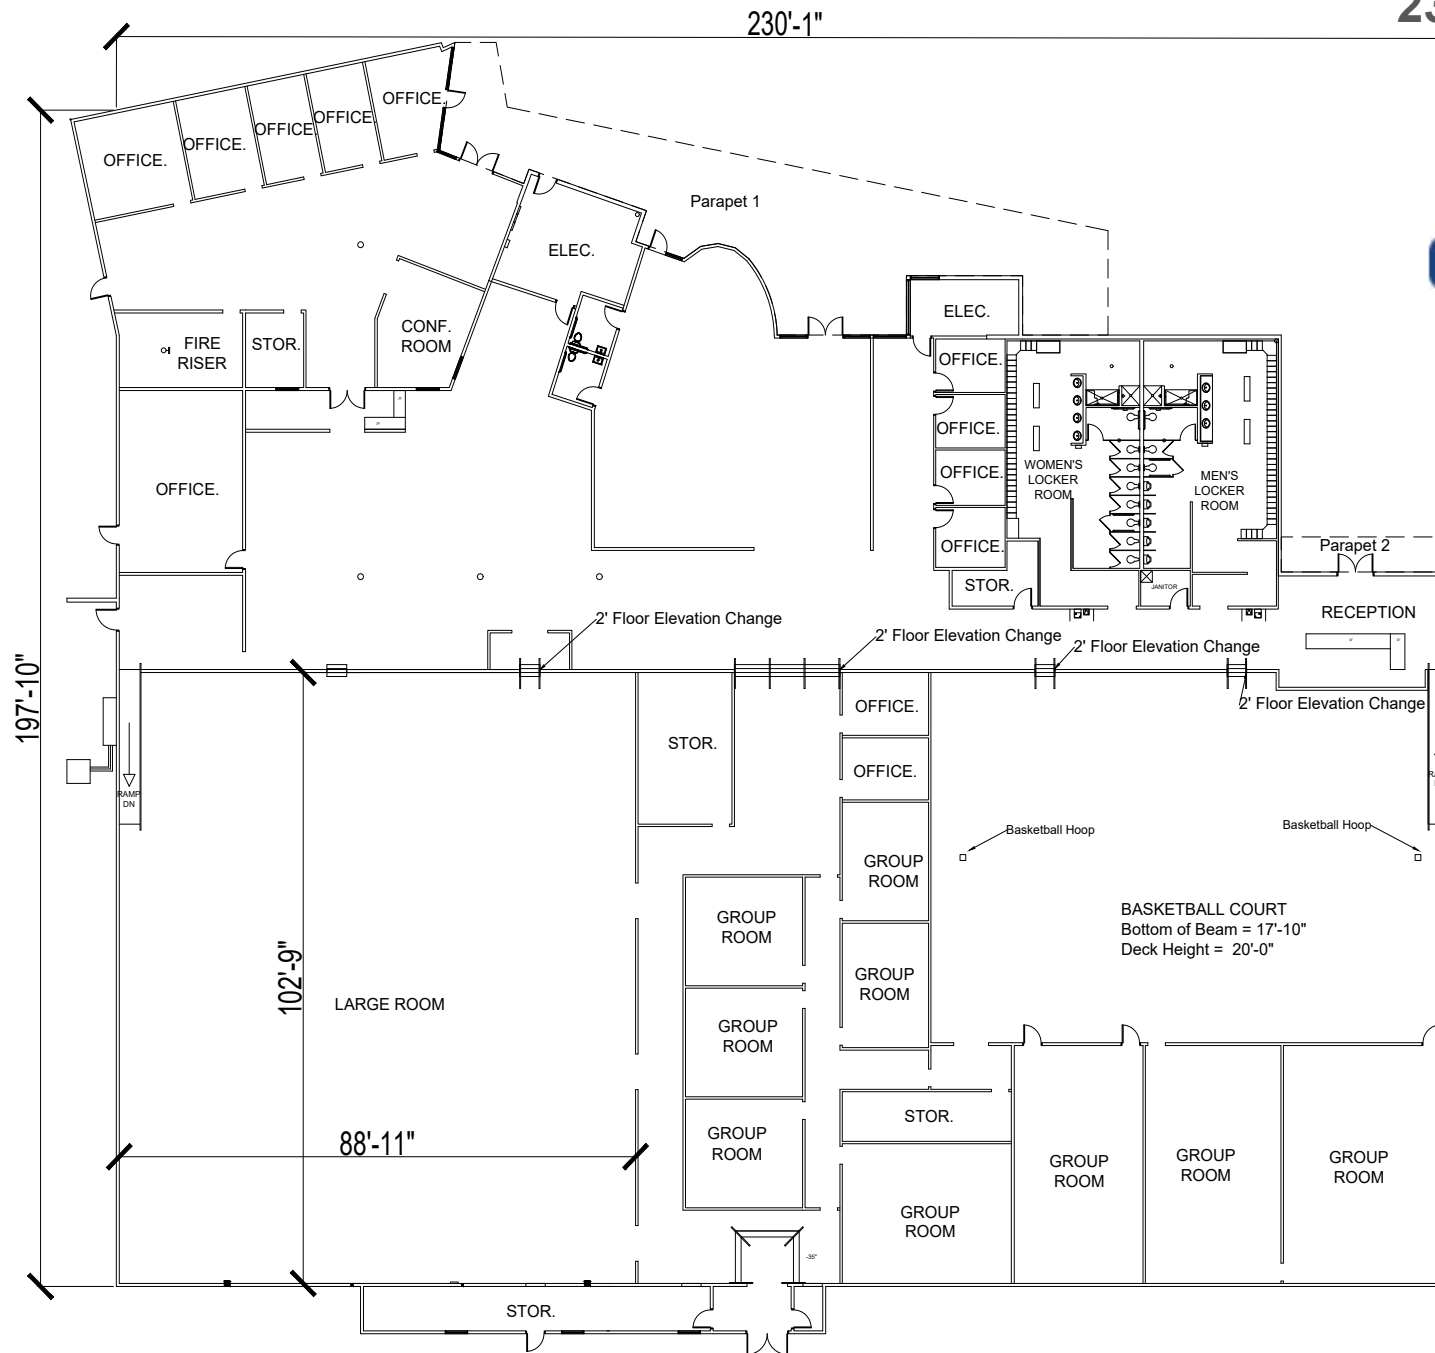 230'-1"
23
OFFICE.
OFFICE.
OFFICE
OFFICE.
OFFICE.
Parapet 1
ELEC.
ELEC.
FIRE
RISER
STOR.
CONF.
ROOM
OFFICE.
OFFICE.
OFFICE.
OFFICE.
WOMEN'S
LOCKER
ROOM
MEN'S
LOCKER
ROOM
OFFICE.
Parapet 2
STOR.
JANITOR
RECEPTION
2' Floor Elevation Change
2' Floor Elevation Change
2' Floor Elevation Change
2' Floor Elevation Change
197'-10"
OFFICE.
STOR.
OFFICE.
RAMP
DN
Basketball Hoop
Basketball Hoop
GROUP
ROOM
GROUP
ROOM
BASKETBALL COURT
Bottom of Beam = 17'-10"
Deck Height = 20'-0"
102'-9"
LARGE ROOM
GROUP
ROOM
GROUP
ROOM
STOR.
88'-11"
GROUP
ROOM
GROUP
ROOM
GROUP
ROOM
GROUP
ROOM
GROUP
ROOM
-35"
STOR.